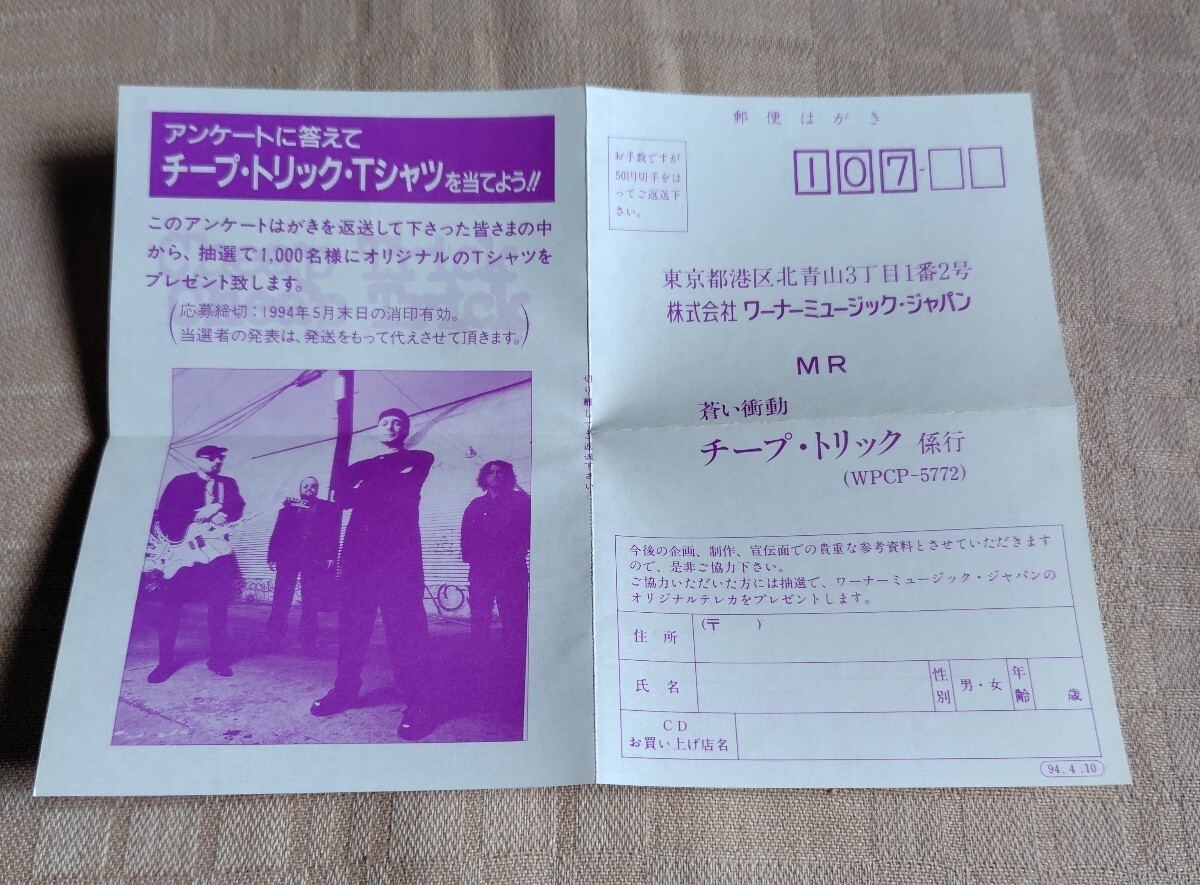 アンケートに答えて
チープ・トリック・Tシャツを当てよう!!
このアンケートはがきを返送して下さった皆さまの中
から、抽選で1,000名様にオリジナルのTシャツを
プレゼント致します。
(応募締切:1994年5月末日の消印有効。
当選者の発表は、発送をもって代えさせて頂きます。)
切り離してご返送下さい
郵便はがき
お手数ですが
50円切手をは
ってご返送下
さい。
107-
東京都港区北青山3丁目1番2号
株式会社 ワーナーミュージック・ジャパン
MR
蒼い衝動
チープ・トリック 係行
(WPCP-5772)
今後の企画、制作、宣伝面での貴重な参考資料とさせていただきます
ので、是非ご協力下さい。
ご協力いただいた方には抽選で、ワーナーミュージック・ジャパンの
オリジナルテレカをプレゼントします。
住所 (〒 )
氏名 性別 男・女 年齢 歳
CD
お買い上げ店名
94.4.10